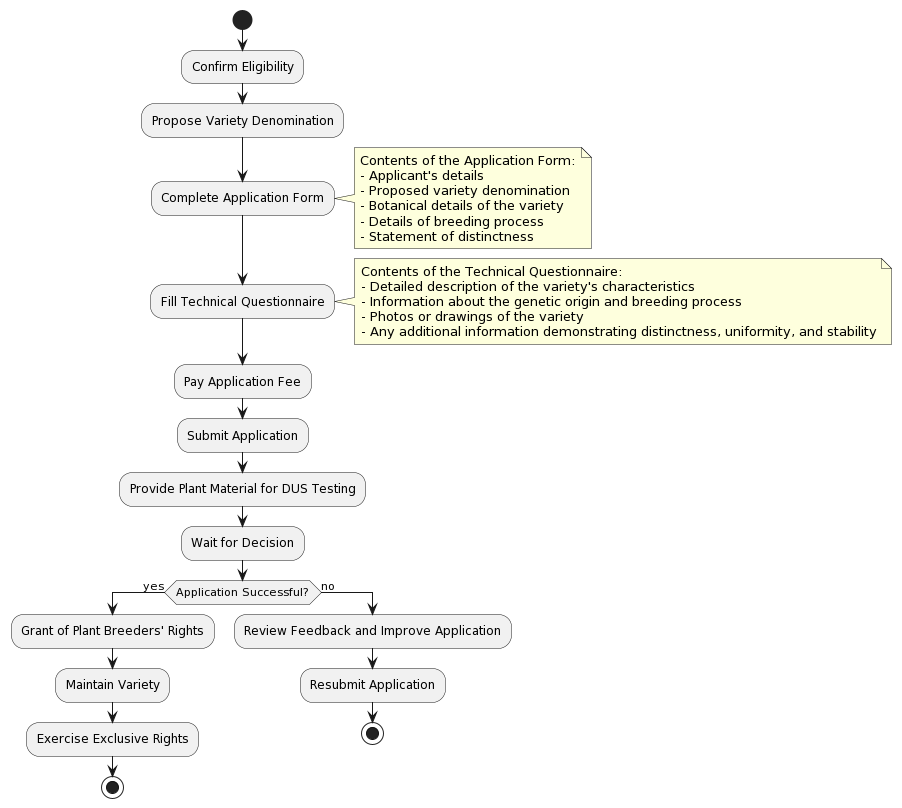 Confirm Eligibility
Propose Variety Denomination
Complete Application Form
Contents of the Application Form:
- Applicant's details
- Proposed variety denomination
- Botanical details of the variety
- Details of breeding process
- Statement of distinctness
Fill Technical Questionnaire
Contents of the Technical Questionnaire:
- Detailed description of the variety's characteristics
- Information about the genetic origin and breeding process
- Photos or drawings of the variety
- Any additional information demonstrating distinctness, uniformity, and stability
Pay Application Fee
Submit Application
Provide Plant Material for DUS Testing
Wait for Decision
yes
Application Successful?
no
Grant of Plant Breeders' Rights
Review Feedback and Improve Application
Maintain Variety
Resubmit Application
Exercise Exclusive Rights